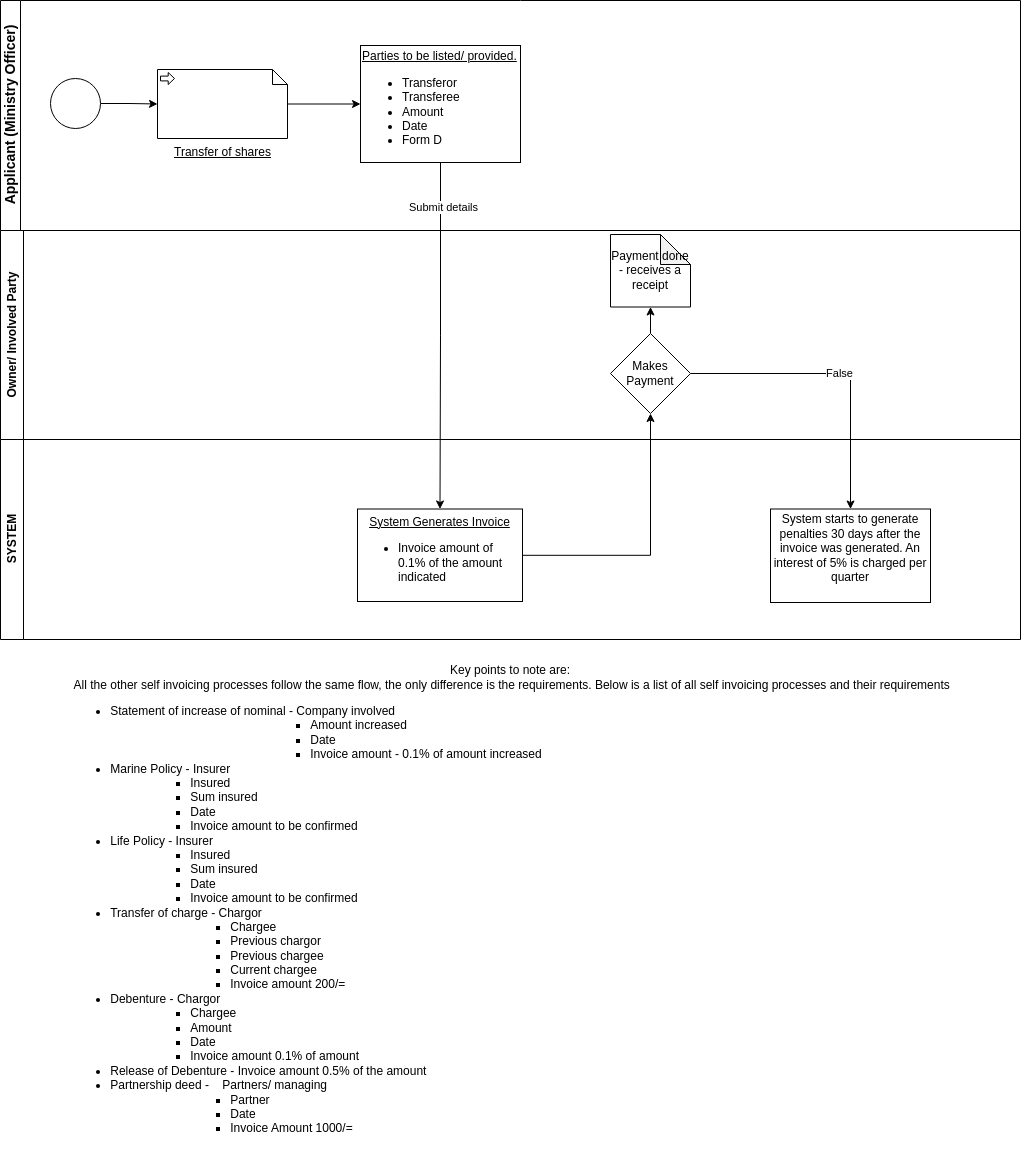 Applicant (Ministry Officer)
Transfer of shares
Parties to be listed/ provided.
Transferor
Transferee
Amount
Date
Form D
Submit details
Owner/ Involved Party
Payment done
- receives a
receipt
Makes
Payment
False
SYSTEM
System Generates Invoice
Invoice amount of
0.1% of the amount
indicated
System starts to generate
penalties 30 days after the
invoice was generated. An
interest of 5% is charged per
quarter
Key points to note are:
All the other self invoicing processes follow the same flow, the only difference is the requirements. Below is a list of all self invoicing processes and their requirements
Statement of increase of nominal - Company involved
Amount increased
Date
Invoice amount - 0.1% of amount increased
Marine Policy - Insurer
Insured
Sum insured
Date
Invoice amount to be confirmed
Life Policy - Insurer
Insured
Sum insured
Date
Invoice amount to be confirmed
Transfer of charge - Chargor
Chargee
Previous chargor
Previous chargee
Current chargee
Invoice amount 200/=
Debenture - Chargor
Chargee
Amount
Date
Invoice amount 0.1% of amount
Release of Debenture - Invoice amount 0.5% of the amount
Partnership deed - Partners/ managing
Partner
Date
Invoice Amount 1000/=